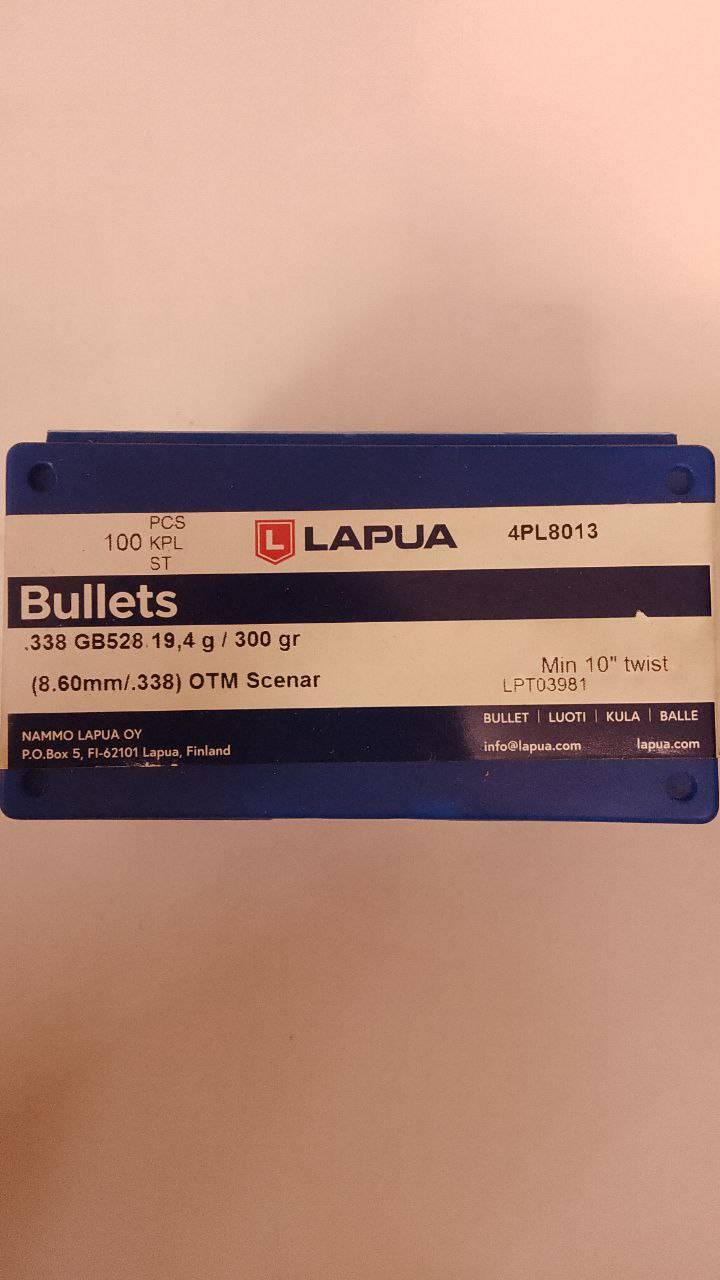 100 PCS
KPL
ST
L LAPUA
4PL8013
Bullets
.338 GB528 19,4 g / 300 gr
(8.60mm/.338) OTM Scenar
Min 10" twist
LPT03981
NAMMO LAPUA OY
P.O.Box 5, FI-62101 Lapua, Finland
BULLET | LUOTI | KULA | BALLE
info@lapua.com lapua.com